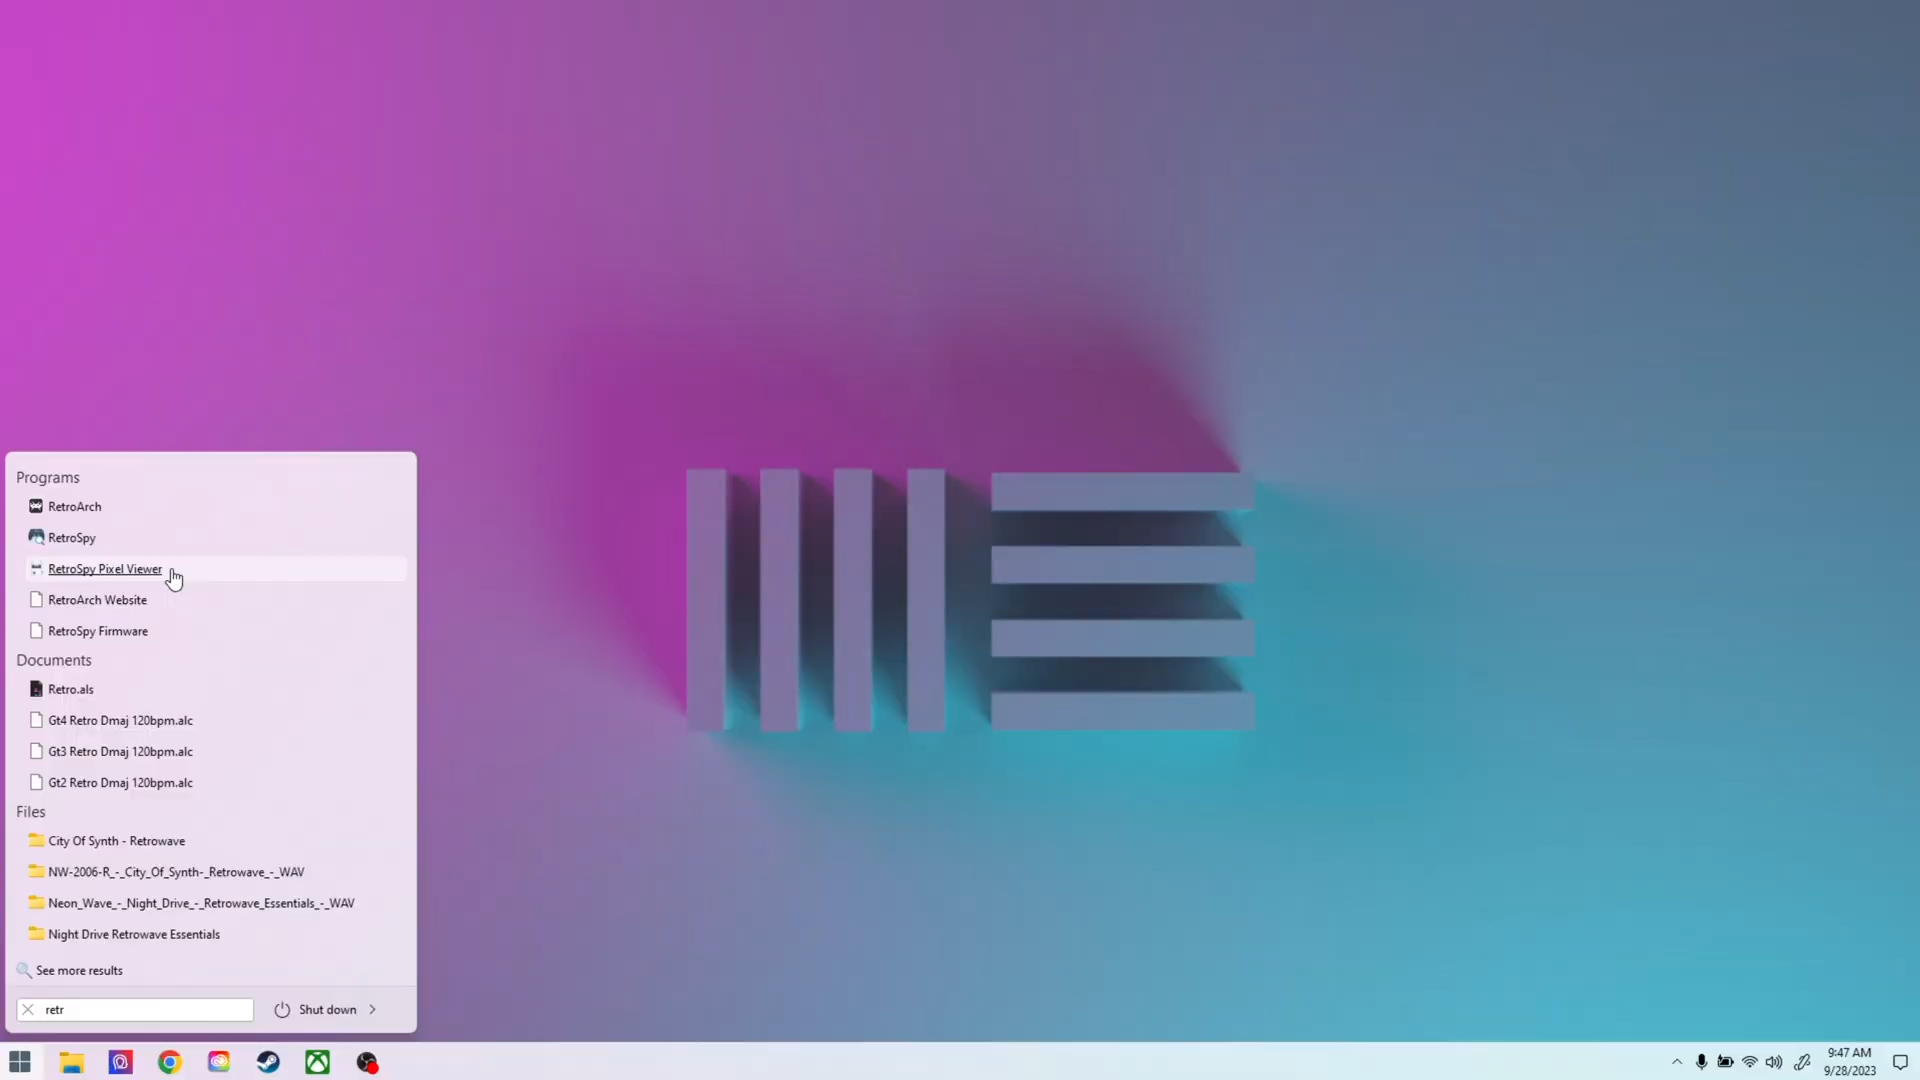 Programs
RetroArch
RetroSpy
RetroSpy Pixel Viewer
RetroArch Website
RetroSpy Firmware
Documents
Retro.als
Gt4 Retro Dmaj 120bpm.alc
Gt3 Retro Dmaj 120bpm.alc
Gt2 Retro Dmaj 120bpm.alc
Files
City Of Synth - Retrowave
NW-2006-R_-_City_Of_Synth-_Retrowave_-_WAV
Neon_Wave_-_Night_Drive_-_Retrowave_Essentials_-_WAV
Night Drive Retrowave Essentials
See more results
retr
Shut down
9:47 AM
9/28/2023